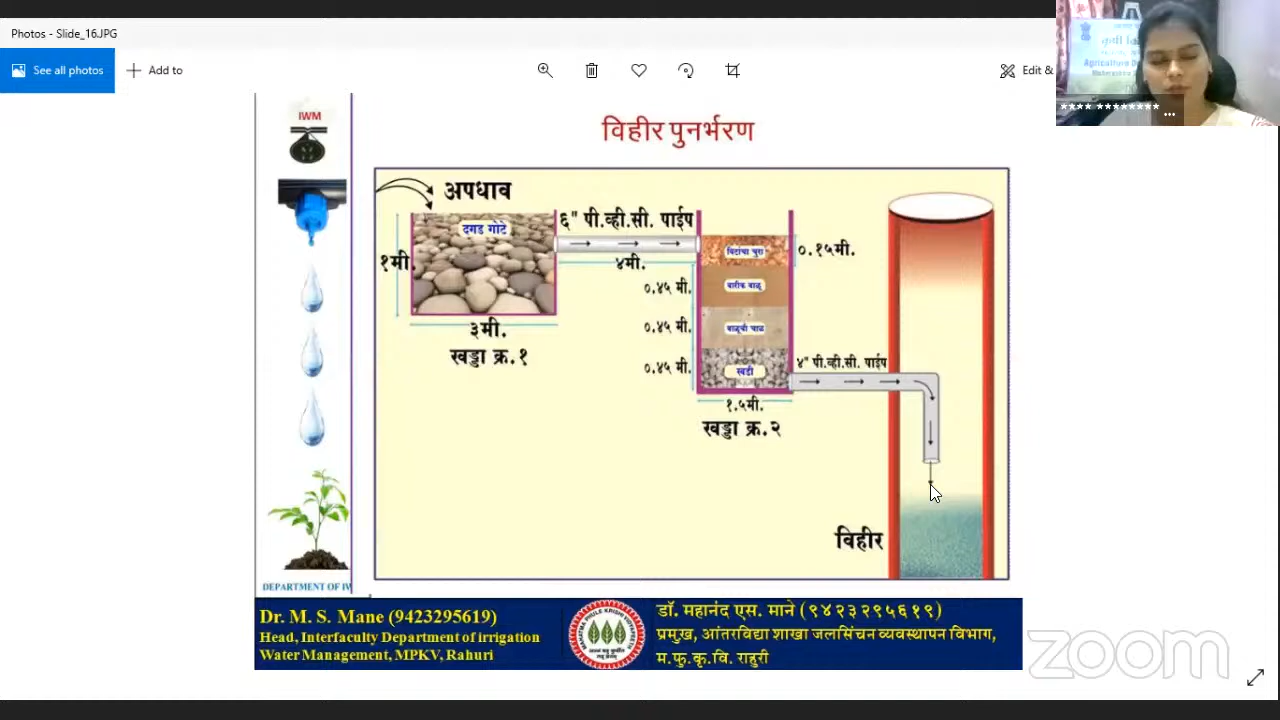 Photos - Slide_16.JPG
See all photos
Add to
Edit &
**** ********
...
IWM
विहीर पुनर्भरण
अपधाव
दगड गोटे
१मी.
३मी.
खड्डा क्र.१
६" पी.व्ही.सी. पाईप
४मी.
विटांचा चुरा
०.१५मी.
बारीक वाळू
०.४५ मी.
वाळूची चाळ
०.४५ मी.
खडी
०.४५ मी.
१.५मी.
खड्डा क्र.२
४" पी.व्ही.सी. पाईप
विहीर
DEPARTMENT OF IW
Dr. M. S. Mane (9423295619)
Head, Interfaculty Department of irrigation
Water Management, MPKV, Rahuri
डॉ. महानंद एस. माने (९४२३२९५६१९)
प्रमुख, आंतरविद्या शाखा जलसिंचन व्यवस्थापन विभाग,
म.फु.कृ.वि. राहुरी
zoom